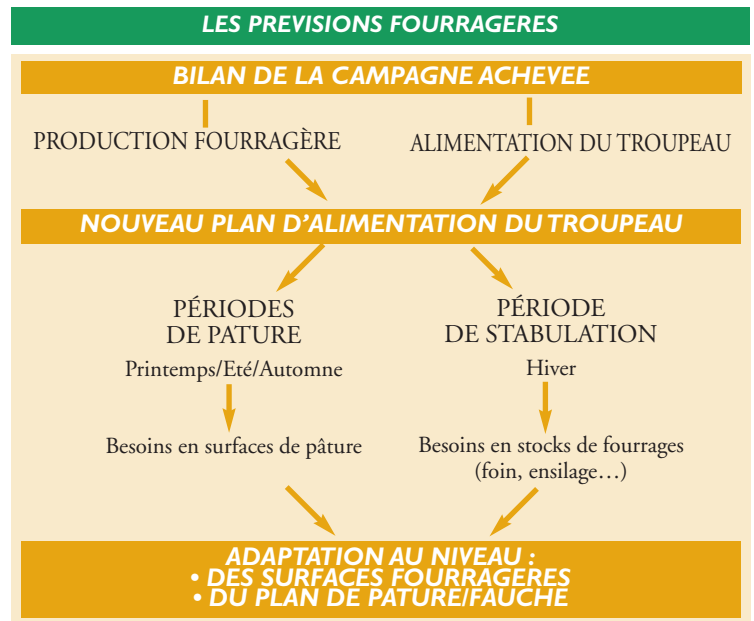 LES PREVISIONS FOURRAGERES
BILAN DE LA CAMPAGNE ACHEVEE
PRODUCTION FOURRAGÈRE
ALIMENTATION DU TROUPEAU
NOUVEAU PLAN D’ALIMENTATION DU TROUPEAU
PÉRIODES
DE PATURE
Printemps/Eté/Automne
Besoins en surfaces de pâture
PÉRIODE
DE STABULATION
Hiver
Besoins en stocks de fourrages
(foin, ensilage…)
ADAPTATION AU NIVEAU :
• DES SURFACES FOURRAGERES
• DU PLAN DE PATURE/FAUCHE